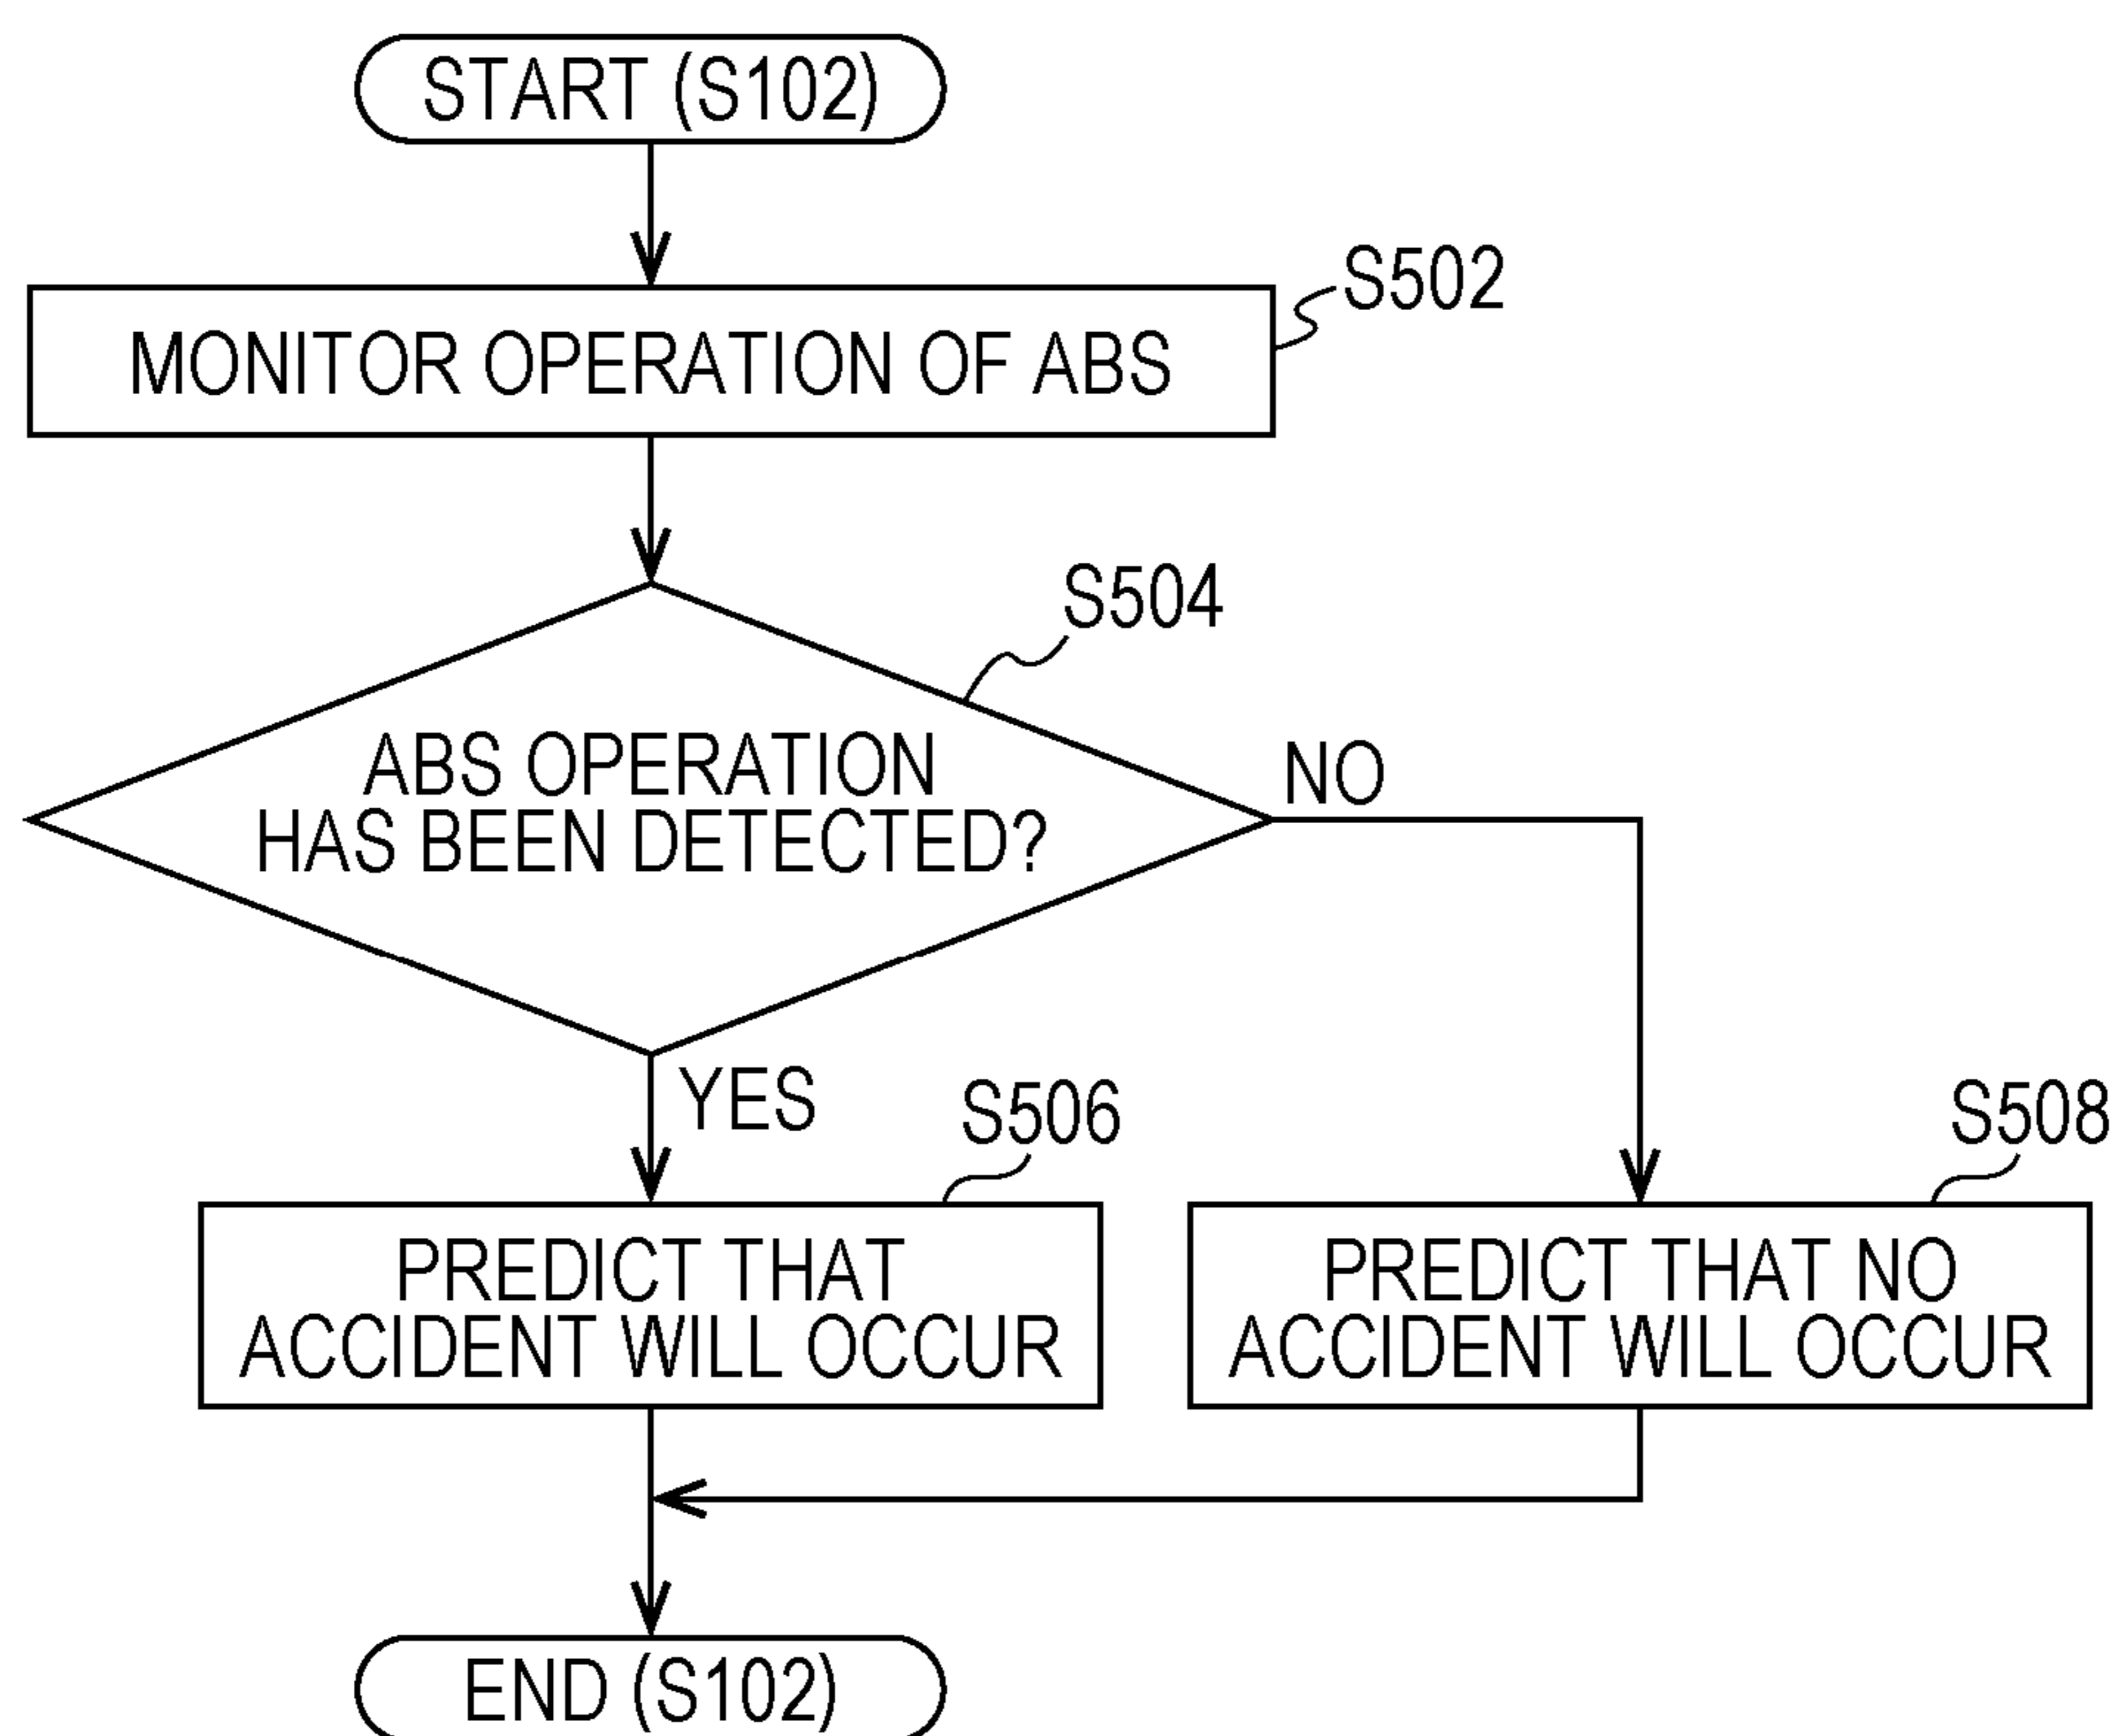 START (S102)
S502
MONITOR OPERATION OF ABS
S504
ABS OPERATION
HAS BEEN DETECTED?
NO
YES
S506
PREDICT THAT
ACCIDENT WILL OCCUR
S508
PREDICT THAT NO
ACCIDENT WILL OCCUR
END (S102)